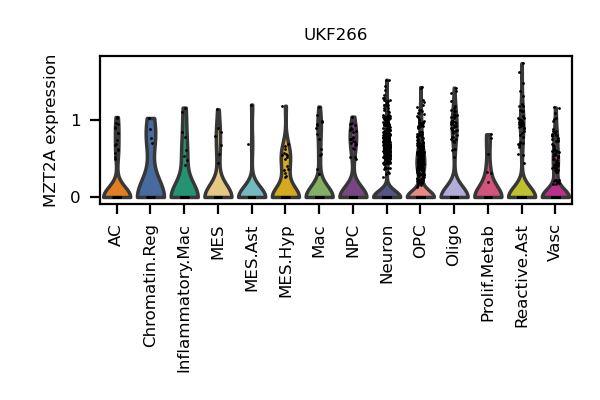 UKF266
MZT2A expression
1
0
AC
Chromatin.Reg
Inflammatory.Mac
MES
MES.Ast
MES.Hyp
Mac
NPC
Neuron
OPC
Oligo
Prolif.Metab
Reactive.Ast
Vasc